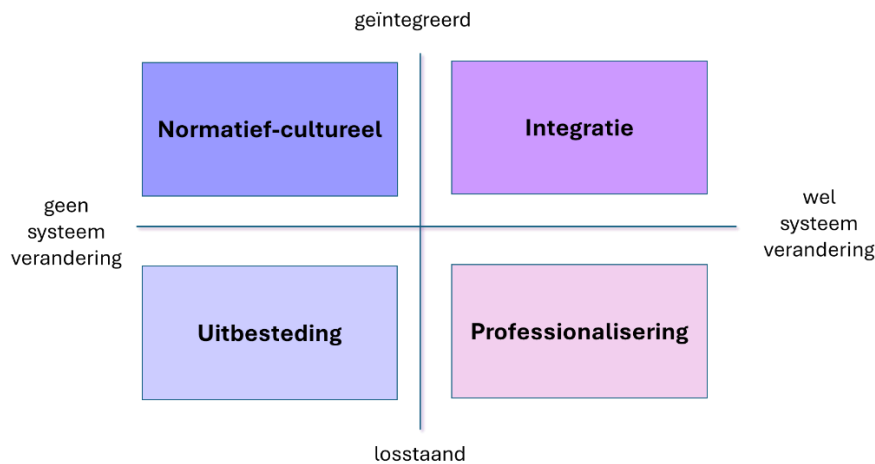 geïntegreerd
Normatief-cultureel
Integratie
geen
systeem
verandering
wel
systeem
verandering
Uitbesteding
Professionalisering
losstaand